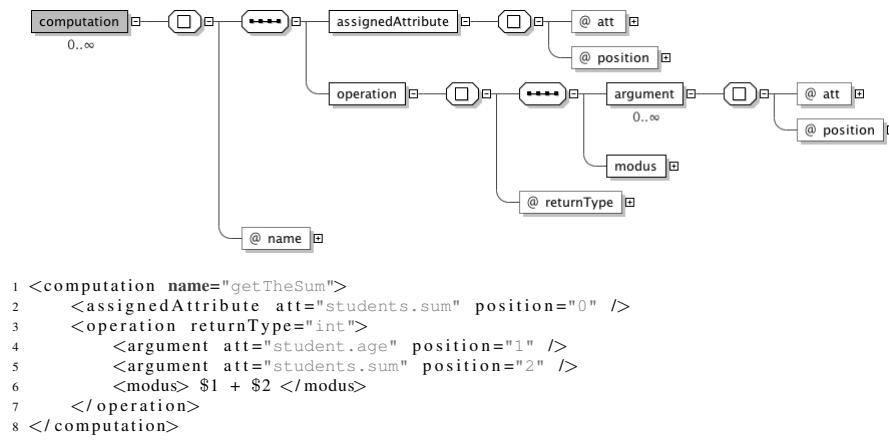 computation
0..∞
assignedAttribute
@ att
@ position
operation
argument
0..∞
@ att
@ position
modus
@ returnType
@ name
1 <computation name="getTheSum">
2 <assignedAttribute att="students.sum" position="0" />
3 <operation returnType="int">
4 <argument att="student.age" position="1" />
5 <argument att="students.sum" position="2" />
6 <modus> $1 + $2 </modus>
7 </operation>
8 </computation>